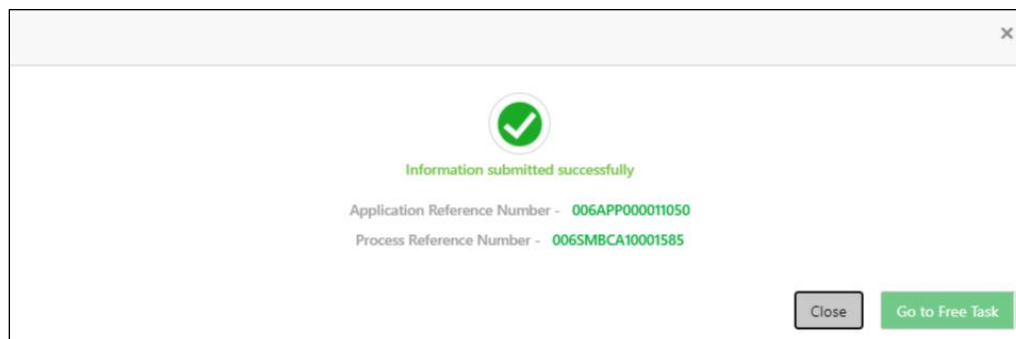 ×
Information submitted successfully
Application Reference Number - 006APP000011050
Process Reference Number - 006SMBCA10001585
Close Go to Free Task